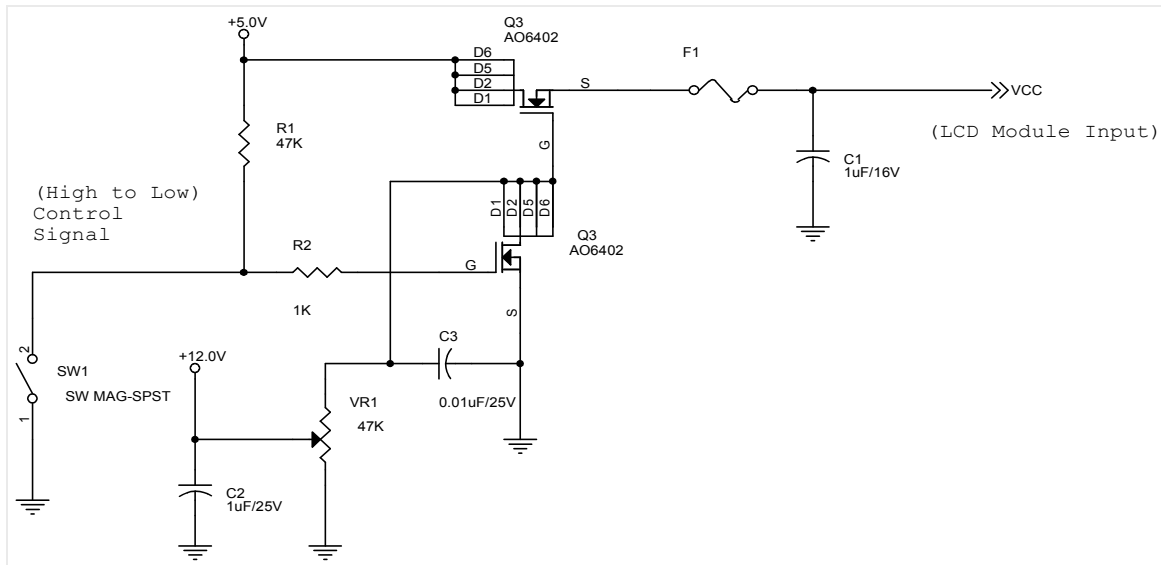 +5.0V
Q3
AO6402
D6
D5
D2
D1
S
F1
VCC
(LCD Module Input)
R1
47K
G
C1
1uF/16V
(High to Low)
Control
Signal
D1
D2
D5
D6
Q3
AO6402
R2
G
1K
S
C3
2
+12.0V
SW1
SW MAG-SPST
VR1
47K
0.01uF/25V
1
C2
1uF/25V